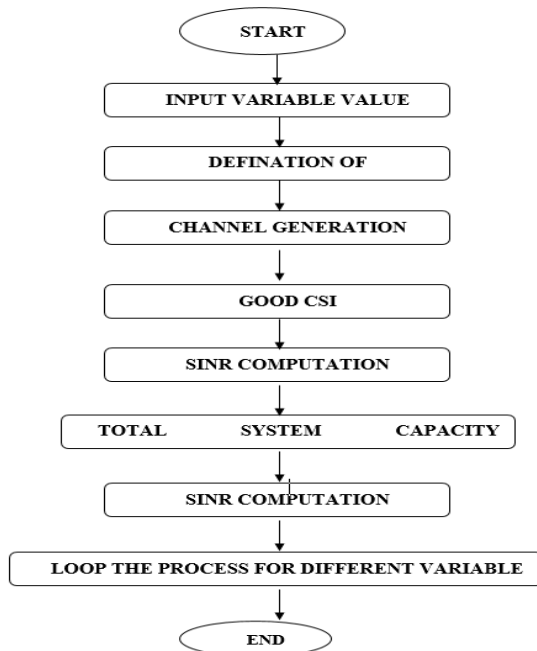 START
INPUT VARIABLE VALUE
DEFINATION OF
CHANNEL GENERATION
GOOD CSI
SINR COMPUTATION
TOTAL SYSTEM CAPACITY
SINR COMPUTATION
LOOP THE PROCESS FOR DIFFERENT VARIABLE
END